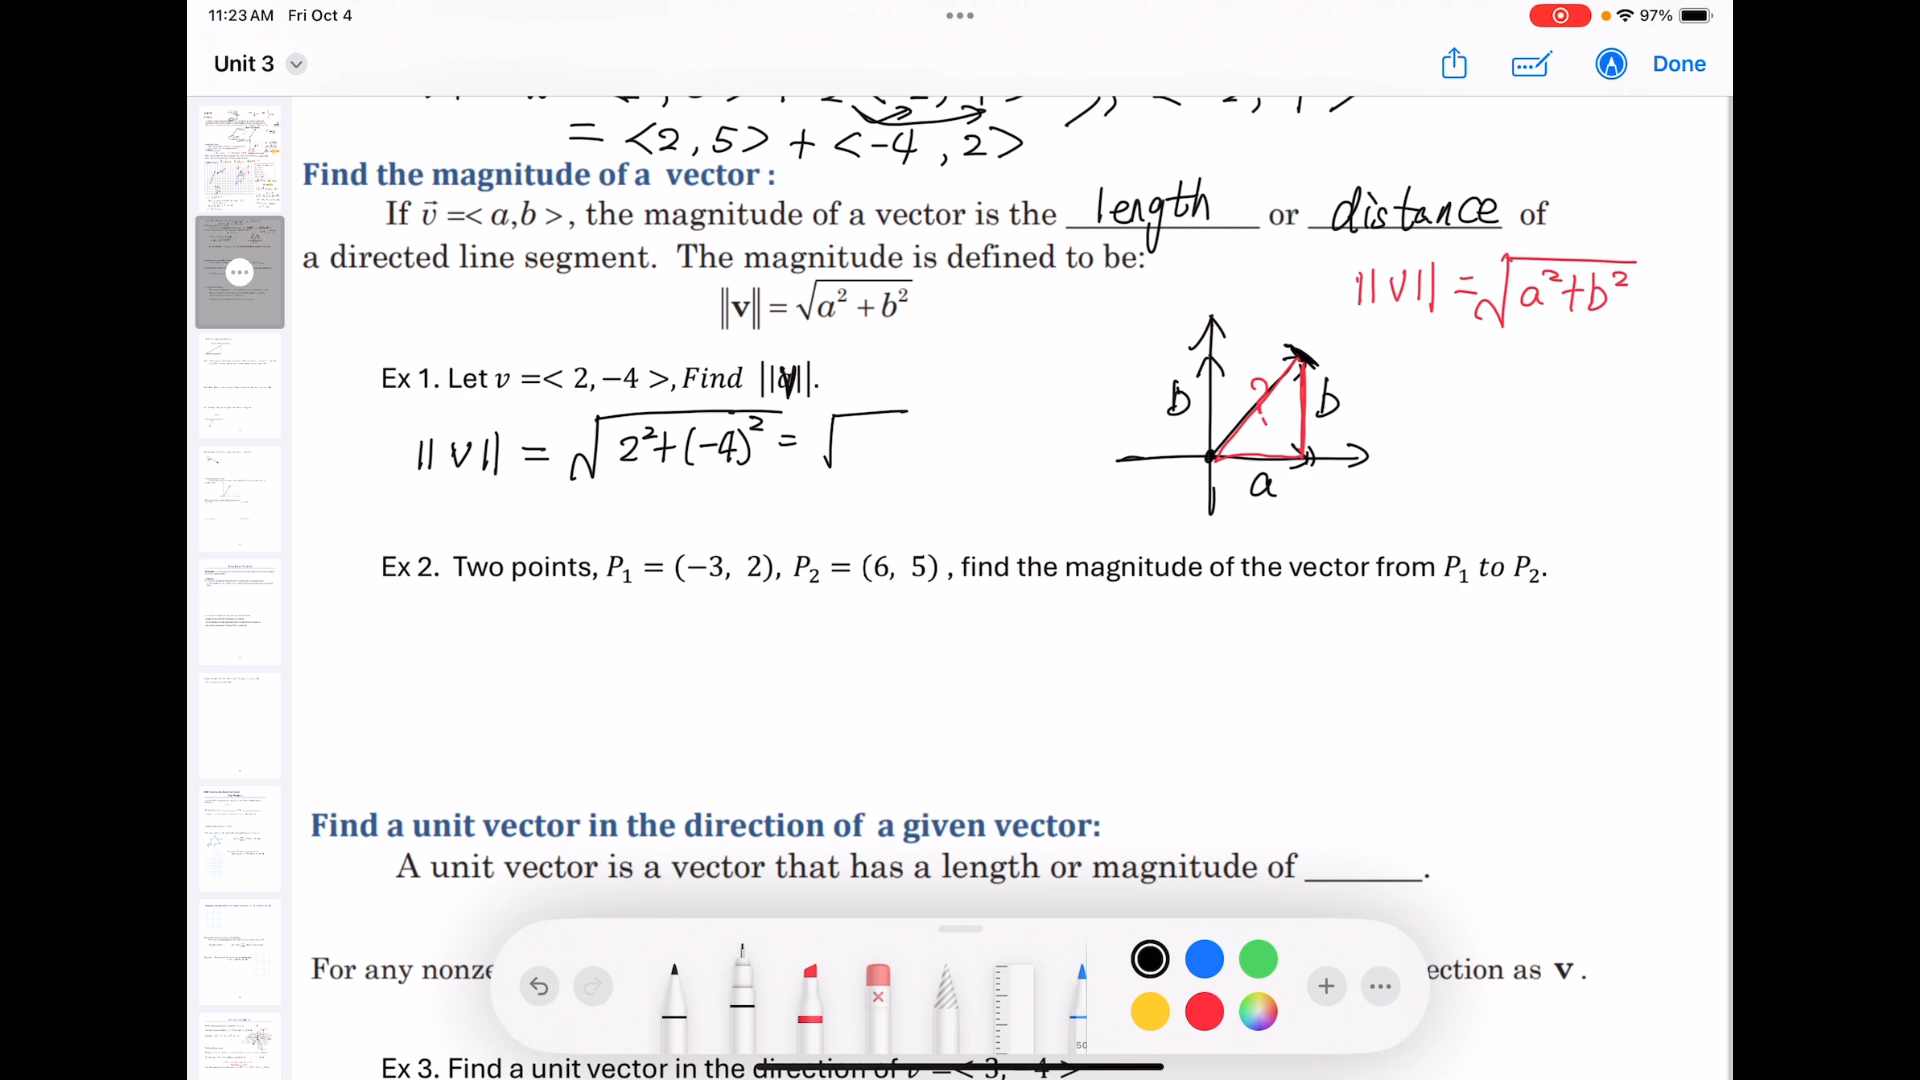 11:23 AM Fri Oct 4
97%
Unit 3
Done
= <2, 5> + <-4, 2>
Find the magnitude of a vector :
If v⃗ =< a,b >, the magnitude of a vector is the length or distance of
a directed line segment. The magnitude is defined to be:
||v|| = √(a² + b²)
||v|| = √(a²+b²)
Ex 1. Let v =< 2, −4 >, Find ||v||.
||v|| = √(2²+(-4)²) = √
b
?
b
a
Ex 2. Two points, P₁ = (−3, 2), P₂ = (6, 5) , find the magnitude of the vector from P₁ to P₂.
Find a unit vector in the direction of a given vector:
A unit vector is a vector that has a length or magnitude of ______.
For any nonze
ection as v .
50
Ex 3. Find a unit vector in the direction of v =< 3, −4 >